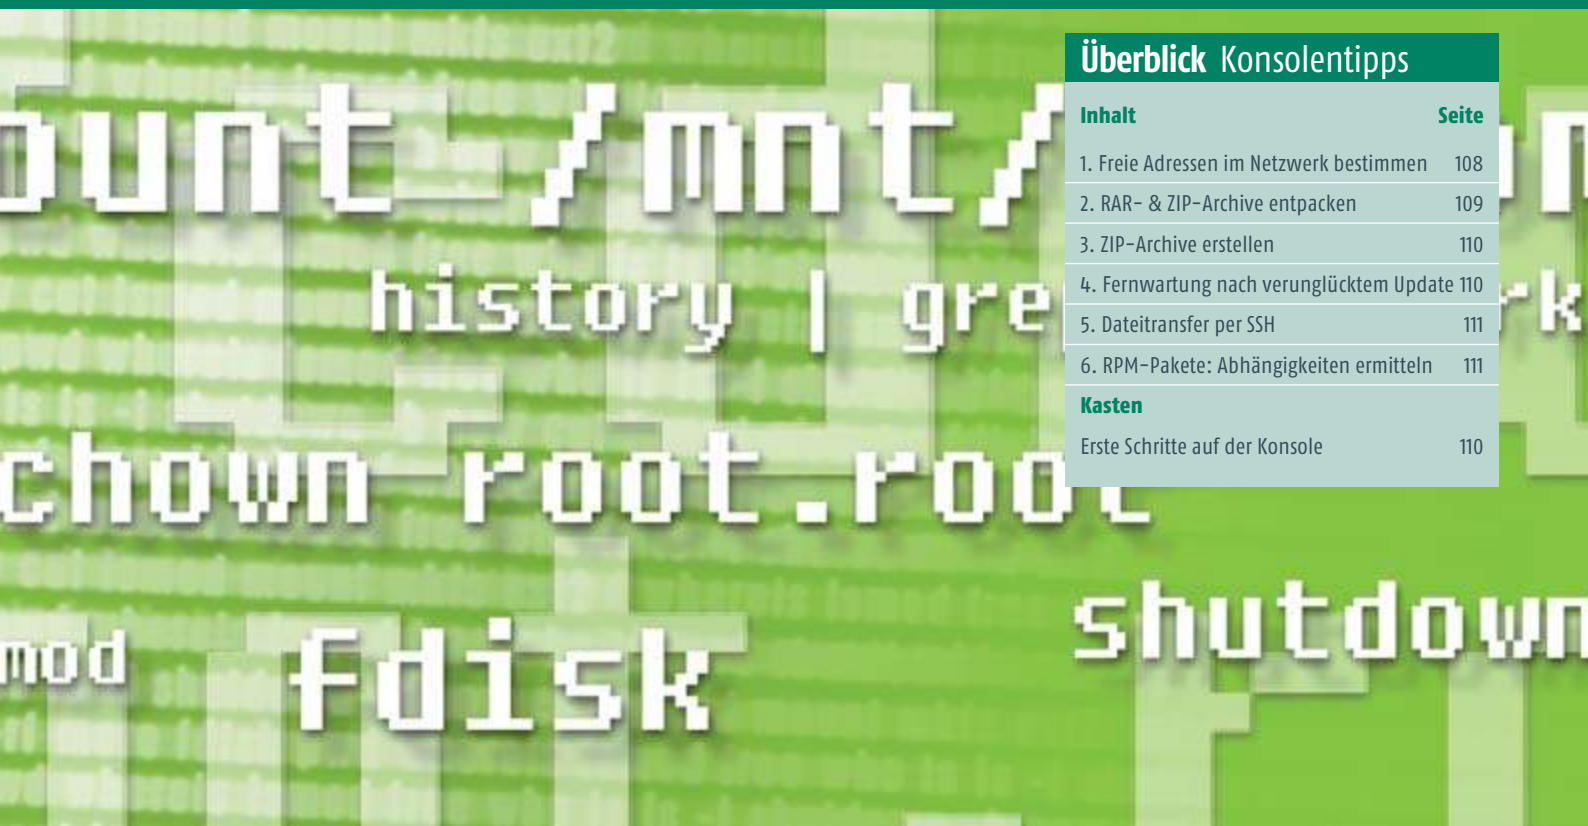 Überblick Konsolentipps
Inhalt Seite
1. Freie Adressen im Netzwerk bestimmen 108
2. RAR- & ZIP-Archive entpacken 109
3. ZIP-Archive erstellen 110
4. Fernwartung nach verunglücktem Update 110
5. Dateitransfer per SSH 111
6. RPM-Pakete: Abhängigkeiten ermitteln 111
Kasten
Erste Schritte auf der Konsole 110
ount /mnt/
history | gre
chown root.root
mod fdisk
shutdown